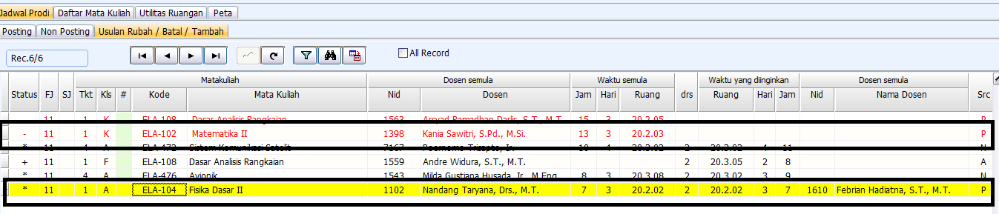 Jadwal Prodi Daftar Mata Kuliah Utilitas Ruangan Peta
Posting Non Posting Usulan Rubah / Batal / Tambah
Rec.6/6 All Record
Matakuliah Dosen semula Waktu semula Waktu yang diinginkan Dosen semula
Status FJ SJ Tkt Kls # Kode Mata Kuliah Nid Dosen Jam Hari Ruang drs Ruang Hari Jam Nid Nama Dosen Src
11 1 K ELA-108 Dasar Analisis Rangkaian 1563 Arsyad Ramadhan Darlis, S.T., M.T. 15 3 20.2.05 P
- 11 1 K ELA-102 Matematika II 1398 Kania Sawitri, S.Pd., M.Si. 13 3 20.2.03 P
* 11 4 A ELA-472 Sistem Komunikasi Satelit 7167 10 4 20.3.02 2 20.3.02 4 11 N
+ 11 1 F ELA-108 Dasar Analisis Rangkaian 1559 Andre Widura, S.T., M.T. 2 20.3.05 2 8 A
* 11 4 A ELA-476 Avionik 1543 Milda Gustiana Husada, Ir., M.Eng. 8 3 20.3.08 2 20.3.02 3 9 N
* 11 1 A ELA-104 Fisika Dasar II 1102 Nandang Taryana, Drs., M.T. 7 3 20.2.02 2 20.2.02 3 7 1610 Febrian Hadiatna, S.T., M.T. P